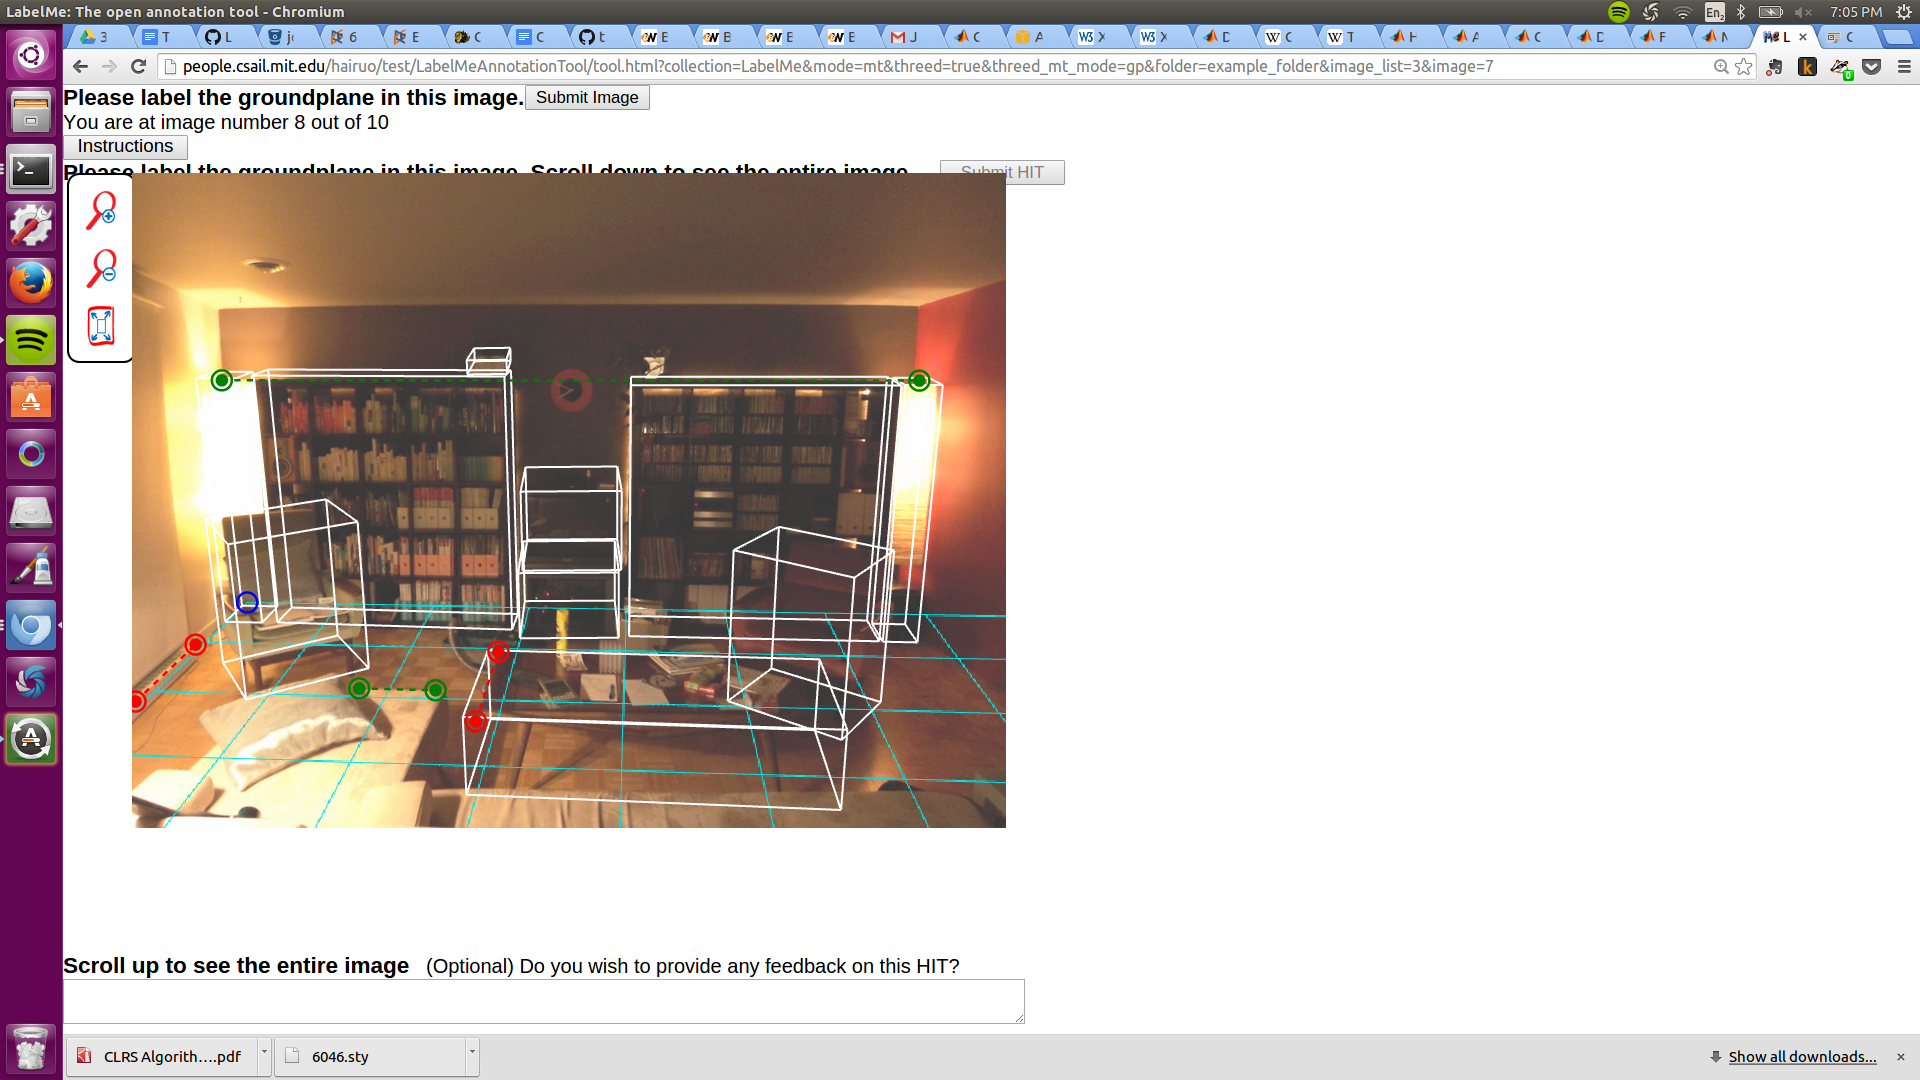 LabelMe: The open annotation tool - Chromium
En₂
7:05 PM
3 T L j 6 E C C t E B E E J C A X X D C T H A C D F M L C
people.csail.mit.edu/hairuo/test/LabelMeAnnotationTool/tool.html?collection=LabelMe&mode=mt&threed=true&threed_mt_mode=gp&folder=example_folder&image_list=3&image=7
0
Please label the groundplane in this image. Submit Image
You are at image number 8 out of 10
Instructions
Please label the groundplane in this image. Scroll down to see the entire image Submit HIT
Scroll up to see the entire image (Optional) Do you wish to provide any feedback on this HIT?
CLRS Algorith….pdf
6046.sty
Show all downloads...